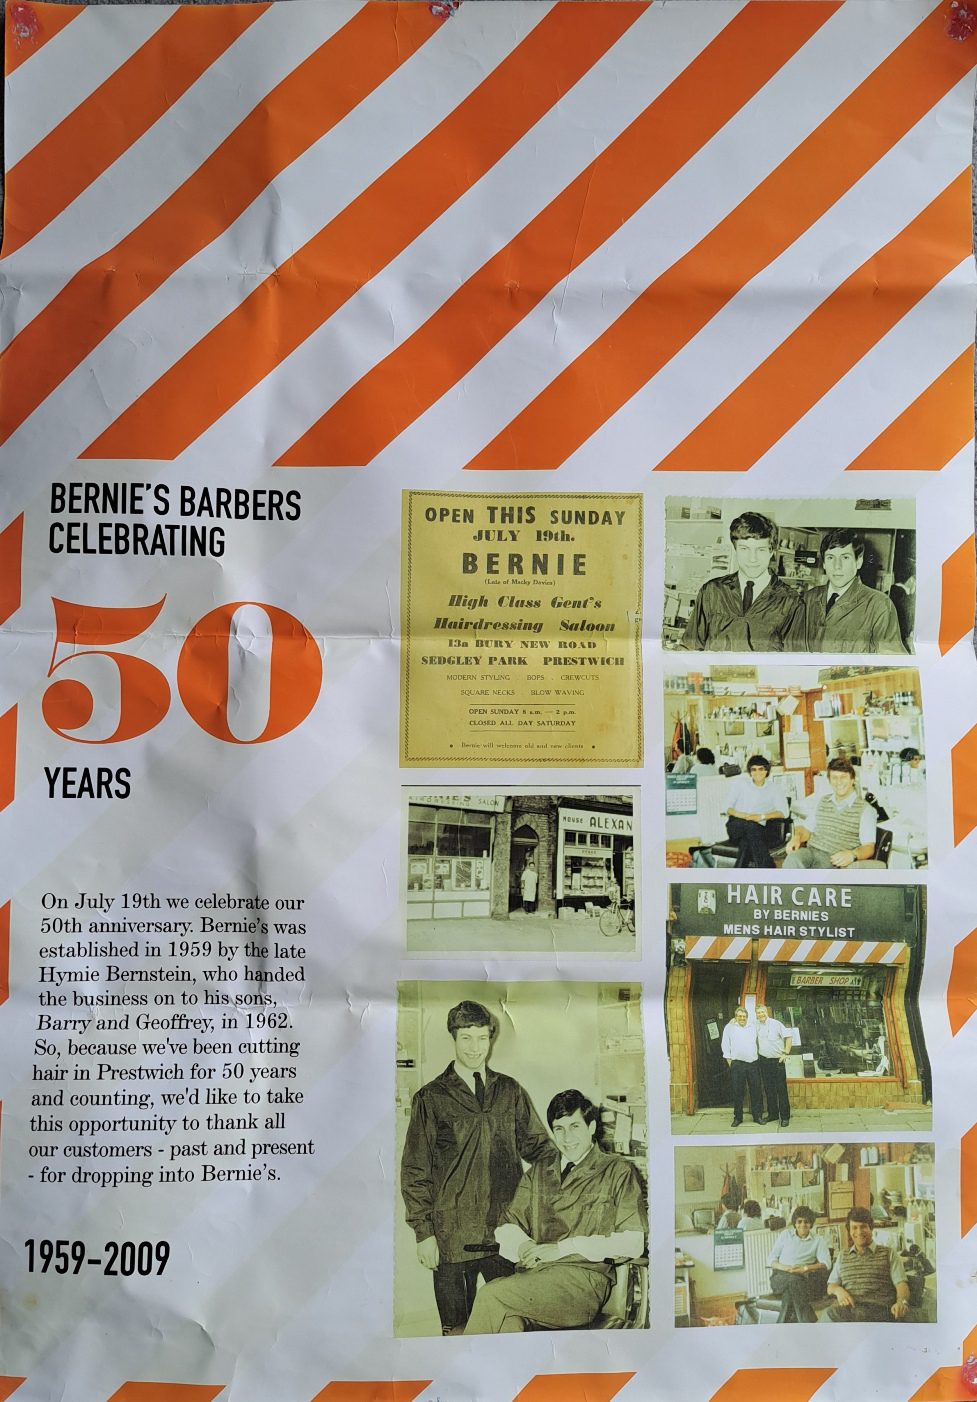 BERNIE'S BARBERS
CELEBRATING
50
YEARS
On July 19th we celebrate our
50th anniversary. Bernie's was
established in 1959 by the late
Hymie Bernstein, who handed
the business on to his sons,
Barry and Geoffrey, in 1962.
So, because we've been cutting
hair in Prestwich for 50 years
and counting, we'd like to take
this opportunity to thank all
our customers - past and present
- for dropping into Bernie's.
1959-2009
OPEN THIS SUNDAY
JULY 19th.
BERNIE
(Late of Macky Davies)
High Class Gent's
Hairdressing Saloon
13a BURY NEW ROAD
SEDGLEY PARK PRESTWICH
MODERN STYLING . BOPS . CREWCUTS
SQUARE NECKS . BLOW WAVING
OPEN SUNDAY 8 a.m. — 2 p.m.
CLOSED ALL DAY SATURDAY
• Bernie will welcome old and new clients •
SALON
HOUSE ALEXAN
HAIR CARE
BY BERNIES
MENS HAIR STYLIST
BARBER SHOP